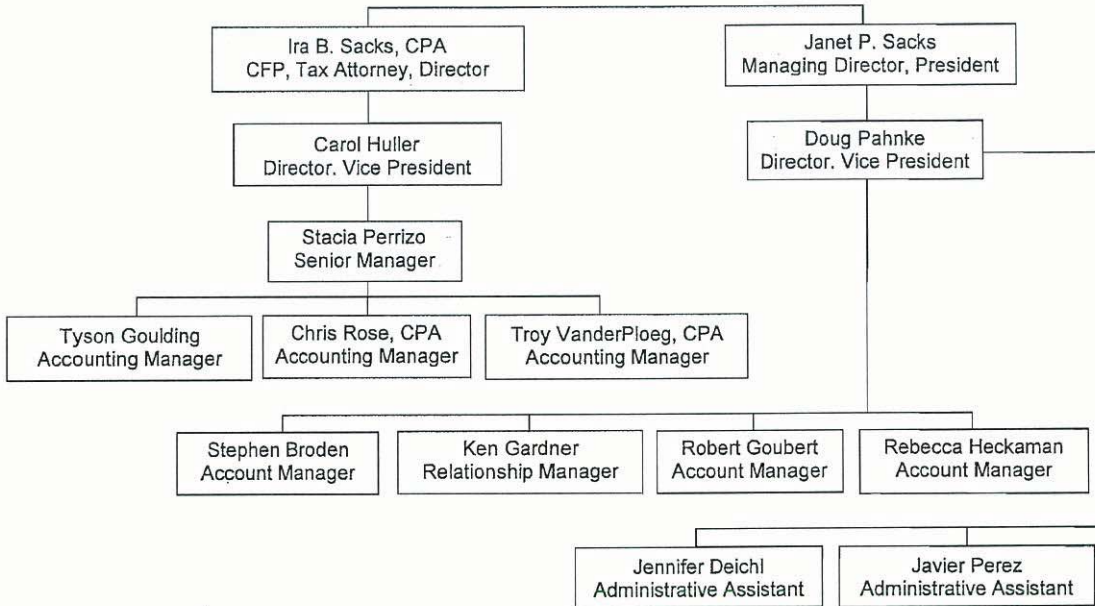 Ira B. Sacks, CPA
CFP, Tax Attorney, Director
Janet P. Sacks
Managing Director, President
Carol Huller
Director. Vice President
Doug Pahnke
Director. Vice President
Stacia Perrizo
Senior Manager
Tyson Goulding
Accounting Manager
Chris Rose, CPA
Accounting Manager
Troy VanderPloeg, CPA
Accounting Manager
Stephen Broden
Account Manager
Ken Gardner
Relationship Manager
Robert Goubert
Account Manager
Rebecca Heckaman
Account Manager
Jennifer Deichl
Administrative Assistant
Javier Perez
Administrative Assistant